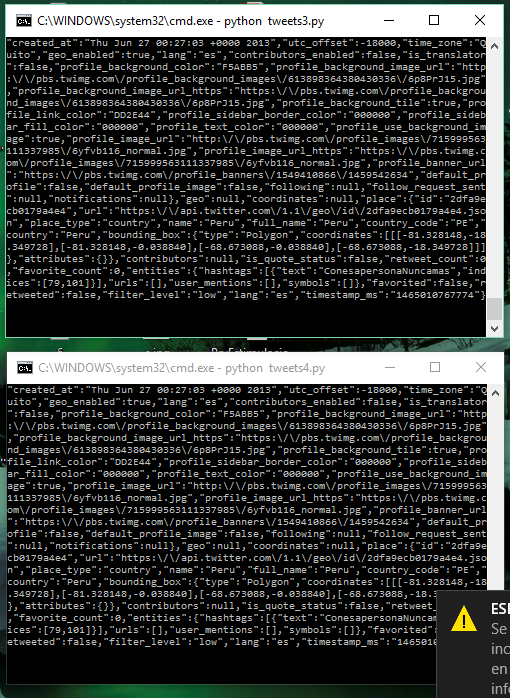 C:\WINDOWS\system32\cmd.exe - python tweets3.py
"created_at":"Thu Jun 27 00:27:03 +0000 2013","utc_offset":-18000,"time_zone":"Q
uito","geo_enabled":true,"lang":"es","contributors_enabled":false,"is_translator
":false,"profile_background_color":"F5ABB5","profile_background_image_url":"http
:\/\/pbs.twimg.com\/profile_background_images\/613898364380430336\/6p8PrJ15.jpg"
,"profile_background_image_url_https":"https:\/\/pbs.twimg.com\/profile_backgrou
nd_images\/613898364380430336\/6p8PrJ15.jpg","profile_background_tile":true,"pro
file_link_color":"DD2E44","profile_sidebar_border_color":"000000","profile_sideb
ar_fill_color":"000000","profile_text_color":"000000","profile_use_background_im
age":true,"profile_image_url":"http:\/\/pbs.twimg.com\/profile_images\/715999563
111337985\/6yfvb116_normal.jpg","profile_image_url_https":"https:\/\/pbs.twimg.c
om\/profile_images\/715999563111337985\/6yfvb116_normal.jpg","profile_banner_url
":"https:\/\/pbs.twimg.com\/profile_banners\/1549410866\/1459542634","default_pr
ofile":false,"default_profile_image":false,"following":null,"follow_request_sent
":null,"notifications":null},"geo":null,"coordinates":null,"place":{"id":"2dfa9e
cb0179a4e4","url":"https:\/\/api.twitter.com\/1.1\/geo\/id\/2dfa9ecb0179a4e4.jso
n","place_type":"country","name":"Peru","full_name":"Peru","country_code":"PE","
country":"Peru","bounding_box":{"type":"Polygon","coordinates":[[[-81.328148,-18
.349728],[-81.328148,-0.038840],[-68.673088,-0.038840],[-68.673088,-18.349728]]]
},"attributes":{}},"contributors":null,"is_quote_status":false,"retweet_count":0
,"favorite_count":0,"entities":{"hashtags":[{"text":"ConesapersonaNuncamas","ind
ices":[79,101]}],"urls":[],"user_mentions":[],"symbols":[]},"favorited":false,"r
etweeted":false,"filter_level":"low","lang":"es","timestamp_ms":"1465010767774"}
C:\WINDOWS\system32\cmd.exe - python tweets4.py
"created_at":"Thu Jun 27 00:27:03 +0000 2013","utc_offset":-18000,"time_zone":"Q
uito","geo_enabled":true,"lang":"es","contributors_enabled":false,"is_translator
":false,"profile_background_color":"F5ABB5","profile_background_image_url":"http
:\/\/pbs.twimg.com\/profile_background_images\/613898364380430336\/6p8PrJ15.jpg"
,"profile_background_image_url_https":"https:\/\/pbs.twimg.com\/profile_backgrou
nd_images\/613898364380430336\/6p8PrJ15.jpg","profile_background_tile":true,"pro
file_link_color":"DD2E44","profile_sidebar_border_color":"000000","profile_sideb
ar_fill_color":"000000","profile_text_color":"000000","profile_use_background_im
age":true,"profile_image_url":"http:\/\/pbs.twimg.com\/profile_images\/715999563
111337985\/6yfvb116_normal.jpg","profile_image_url_https":"https:\/\/pbs.twimg.c
om\/profile_images\/715999563111337985\/6yfvb116_normal.jpg","profile_banner_url
":"https:\/\/pbs.twimg.com\/profile_banners\/1549410866\/1459542634","default_pr
ofile":false,"default_profile_image":false,"following":null,"follow_request_sent
":null,"notifications":null},"geo":null,"coordinates":null,"place":{"id":"2dfa9e
cb0179a4e4","url":"https:\/\/api.twitter.com\/1.1\/geo\/id\/2dfa9ecb0179a4e4.jso
n","place_type":"country","name":"Peru","full_name":"Peru","country_code":"PE","
country":"Peru","bounding_box":{"type":"Polygon","coordinates":[[[-81.328148,-18
.349728],[-81.328148,-0.038840],[-68.673088,-0.038840],[-68.673088,-18.3
},"attributes":{}},"contributors":null,"is_quote_status":false,"retweet_
,"favorite_count":0,"entities":{"hashtags":[{"text":"ConesapersonaNuncam
ices":[79,101]}],"urls":[],"user_mentions":[],"symbols":[]},"favorited":
etweeted":false,"filter_level":"low","lang":"es","timestamp_ms":"1465010
ESE
Se
inc
en
info